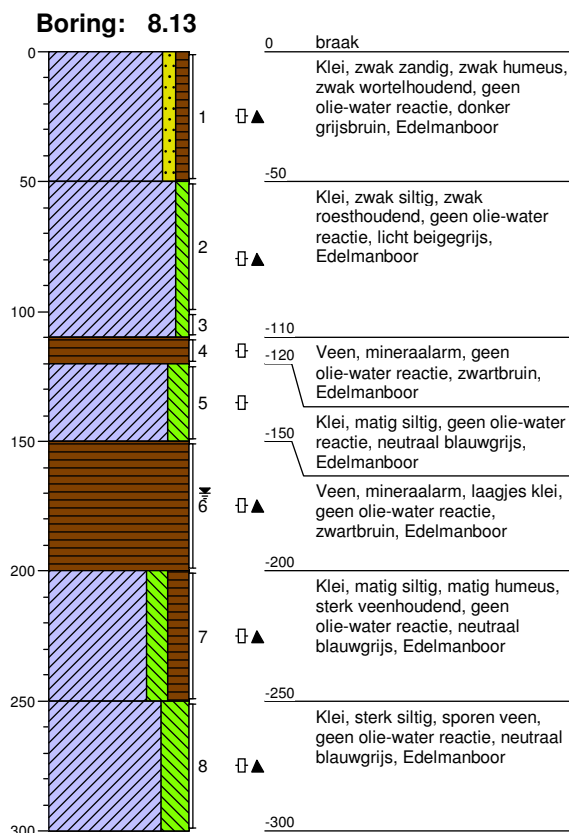 Boring: 8.13
0
50
100
150
200
250
300
1
2
3
4
5
6
7
8
0 braak
Klei, zwak zandig, zwak humeus,
zwak wortelhoudend, geen
olie-water reactie, donker
grijsbruin, Edelmanboor
-50
Klei, zwak siltig, zwak
roesthoudend, geen olie-water
reactie, licht beigegrijs,
Edelmanboor
-110
Veen, mineraalarm, geen
olie-water reactie, zwartbruin,
Edelmanboor
-120
Klei, matig siltig, geen olie-water
reactie, neutraal blauwgrijs,
Edelmanboor
-150
Veen, mineraalarm, laagjes klei,
geen olie-water reactie,
zwartbruin, Edelmanboor
-200
Klei, matig siltig, matig humeus,
sterk veenhoudend, geen
olie-water reactie, neutraal
blauwgrijs, Edelmanboor
-250
Klei, sterk siltig, sporen veen,
geen olie-water reactie, neutraal
blauwgrijs, Edelmanboor
-300